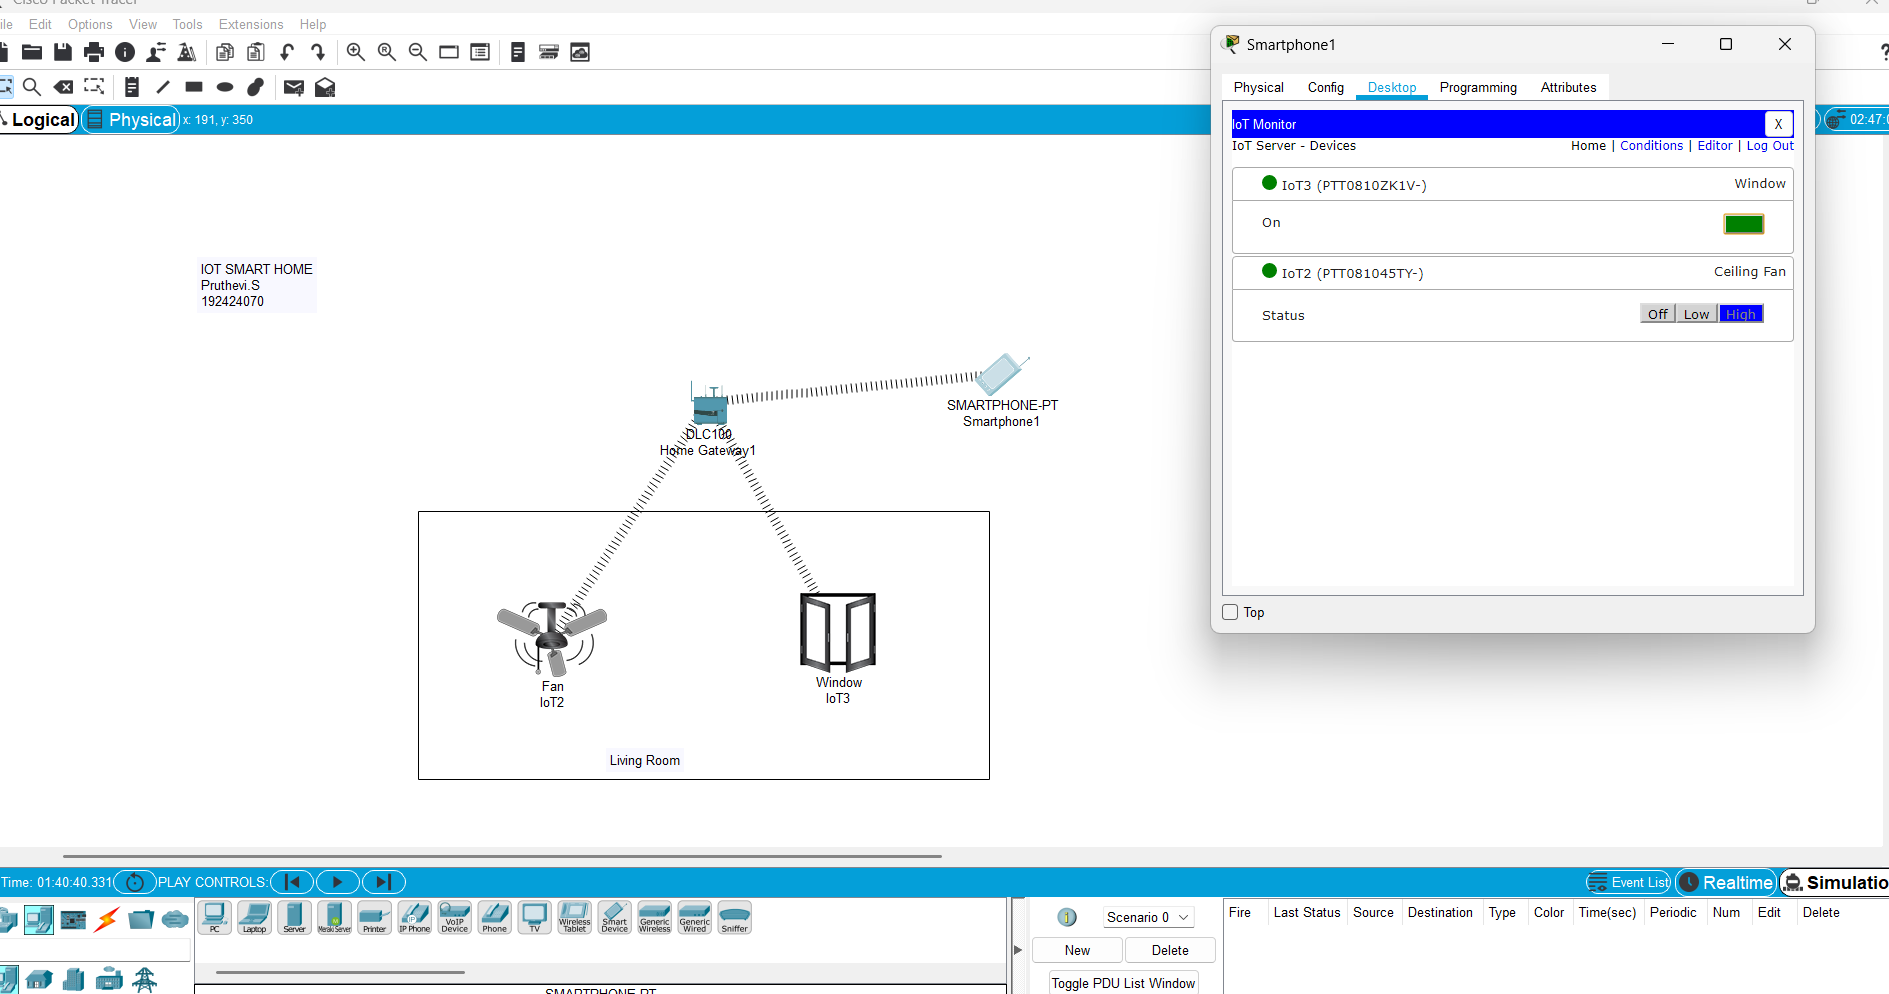 Cisco Packet Tracer
ile Edit Options View Tools Extensions Help
Logical Physical x: 191, y: 350
02:47:0
IOT SMART HOME
Pruthevi.S
192424070
DLC100
Home Gateway1
SMARTPHONE-PT
Smartphone1
Fan
IoT2
Window
IoT3
Living Room
Smartphone1
Physical Config Desktop Programming Attributes
IoT Monitor X
IoT Server - Devices Home | Conditions | Editor | Log Out
IoT3 (PTT0810ZK1V-) Window
On
IoT2 (PTT081045TY-) Ceiling Fan
Status Off Low High
Top
Time: 01:40:40.331 PLAY CONTROLS: Event List Realtime Simulatio
PC Laptop Server Meraki Server Printer IP Phone VoIP Device Phone TV Wireless Tablet Smart Device Generic Wireless Generic Wired Sniffer
SMARTPHONE-PT
Scenario 0
New Delete
Toggle PDU List Window
Fire Last Status Source Destination Type Color Time(sec) Periodic Num Edit Delete